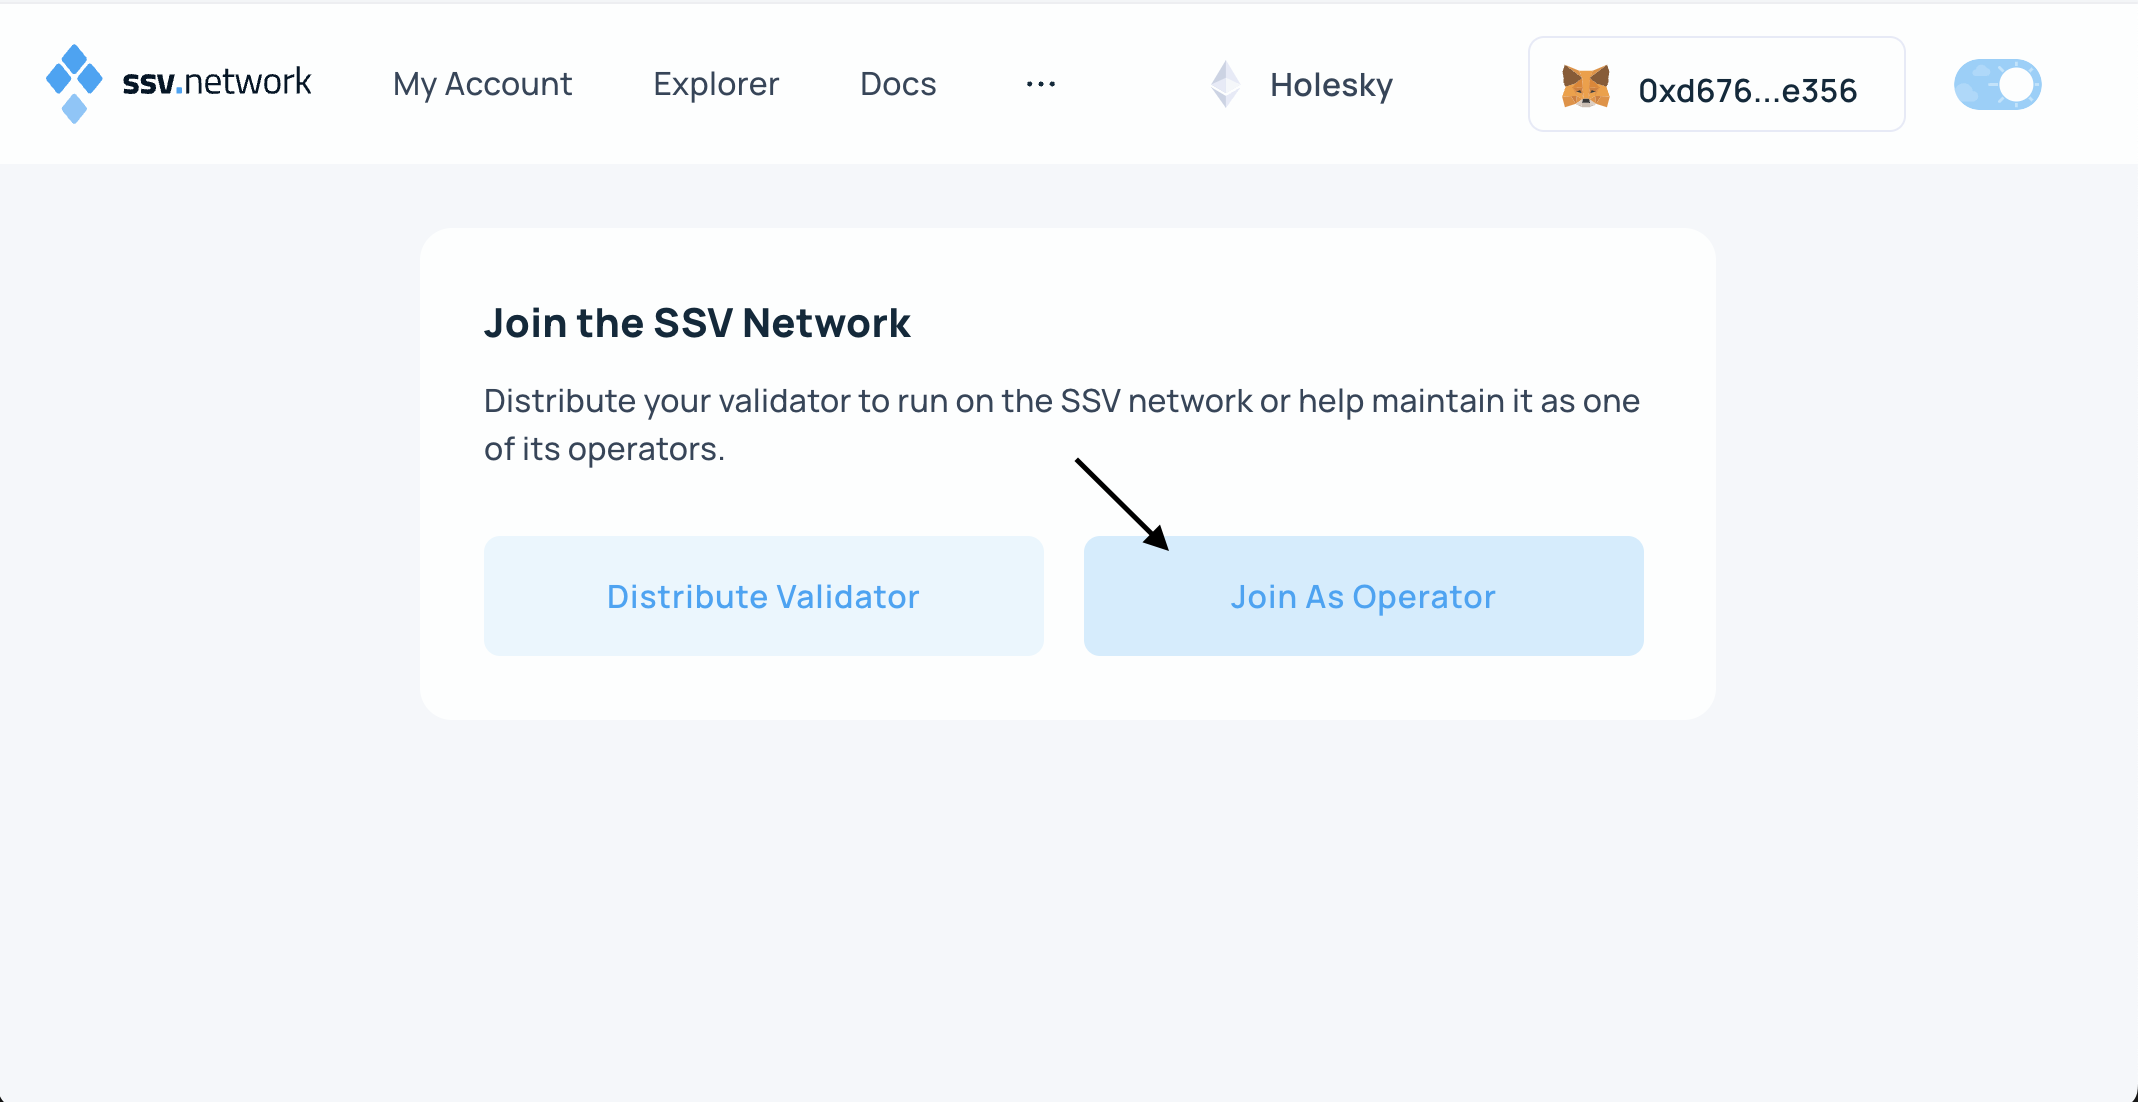 ssv.network
My Account
Explorer
Docs
...
Holesky
0xd676...e356
Join the SSV Network
Distribute your validator to run on the SSV network or help maintain it as one
of its operators.
Distribute Validator
Join As Operator